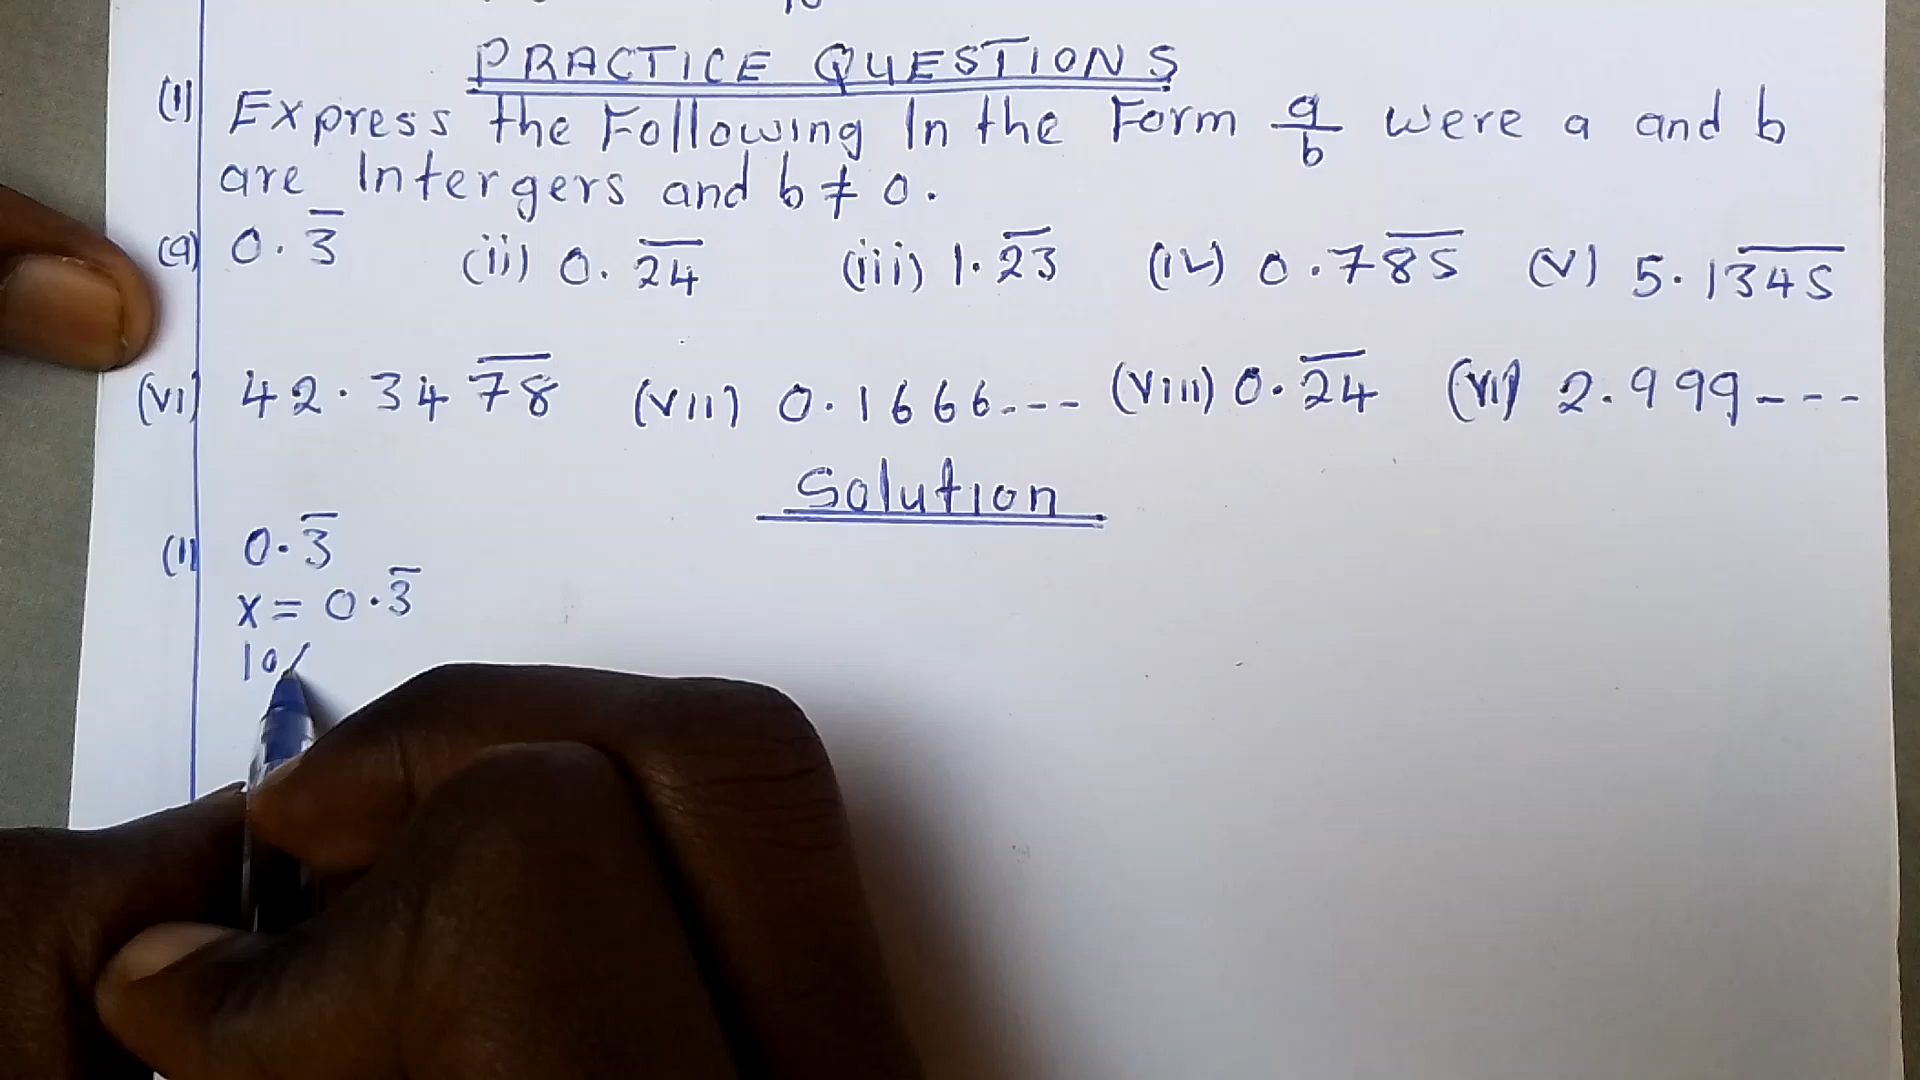 PRACTICE QUESTIONS
(1) Express the Following In the Form a/b were a and b
are Intergers and b ≠ 0.
(a) 0.3̅ (ii) 0.2̅4̅ (iii) 1.2̅3̅ (iv) 0.78̅5̅ (v) 5.13̅4̅5̅
(vi) 42.347̅8̅ (vii) 0.1666--- (viii) 0.2̅4̅ (vi) 2.999---
Solution
(1) 0.3̅
x = 0.3̅
10